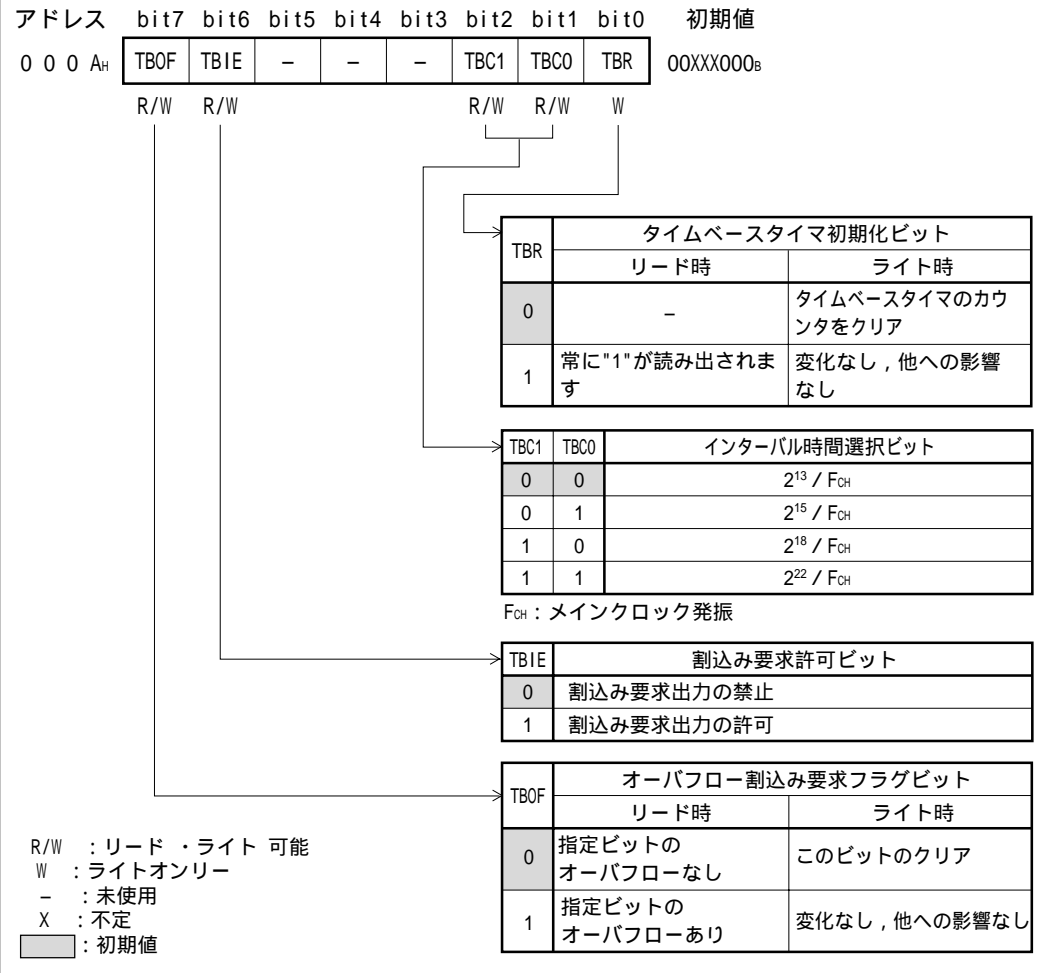 アドレス bit7 bit6 bit5 bit4 bit3 bit2 bit1 bit0 初期値
000AH TBOF TBIE － － － TBC1 TBC0 TBR 00XXX000B
R/W R/W R/W R/W W
TBR タイムベースタイマ初期化ビット
リード時 ライト時
0 － タイムベースタイマのカウ
ンタをクリア
1 常に"1"が読み出されま
す
変化なし，他への影響
なし
TBC1 TBC0 インターバル時間選択ビット
0 0 2¹³ / FCH
0 1 2¹⁵ / FCH
1 0 2¹⁸ / FCH
1 1 2²² / FCH
FCH：メインクロック発振
TBIE 割込み要求許可ビット
0 割込み要求出力の禁止
1 割込み要求出力の許可
TBOF オーバフロー割込み要求フラグビット
リード時 ライト時
0 指定ビットの
オーバフローなし
このビットのクリア
1 指定ビットの
オーバフローあり
変化なし，他への影響なし
R/W ：リード ・ライト 可能
W ：ライトオンリー
－ ：未使用
X ：不定
：初期値